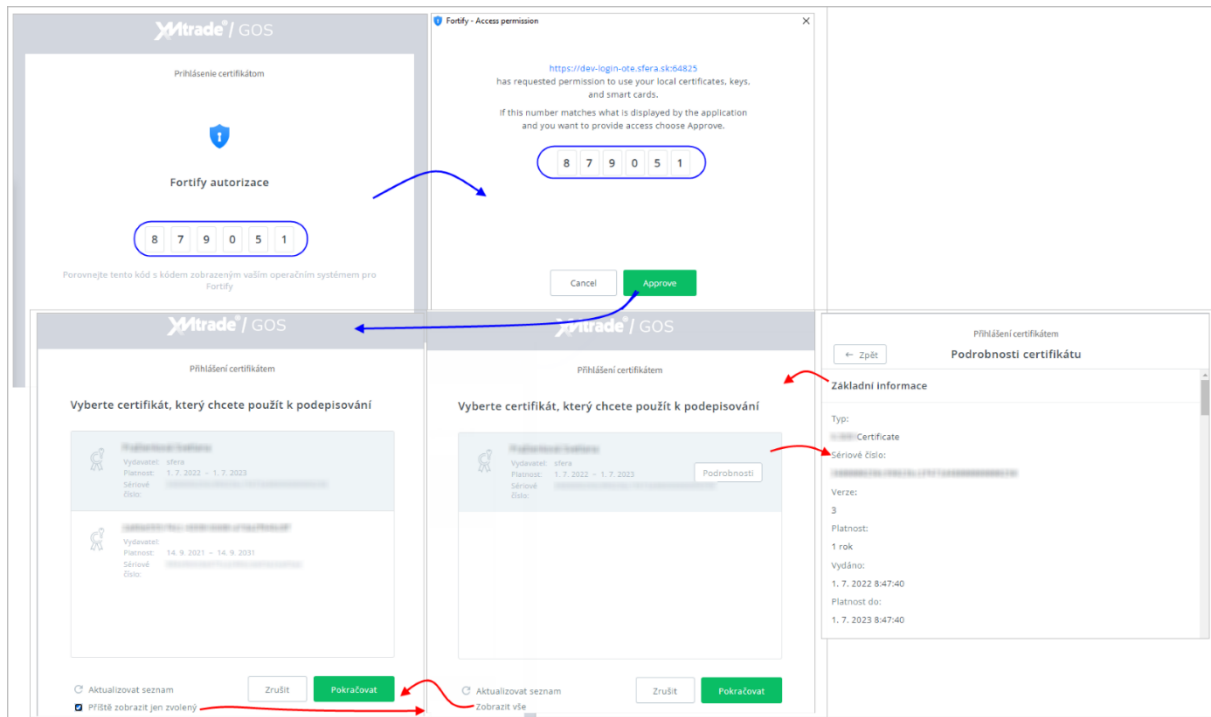 XMtrade®/ GOS
Prihlásenie certifikátom
Fortify autorizace
8 7 9 0 5 1
Porovnejte tento kód s kódem zobrazeným vaším operačním systémem pro
Fortify
Fortify - Access permission
https://dev-login-ote.sfera.sk:64825
has requested permission to use your local certificates, keys,
and smart cards.
If this number matches what is displayed by the application
and you want to provide access choose Approve.
8 7 9 0 5 1
Cancel
Approve
XMtrade®/ GOS
Přihlášení certifikátem
Vyberte certifikát, který chcete použít k podepisování
Vydavatel: sfera
Platnost: 1. 7. 2022 – 1. 7. 2023
Sériové
číslo:
Vydavatel:
Platnost: 14. 9. 2021 – 14. 9. 2031
Sériové
číslo:
Aktualizovat seznam
Zrušit
Pokračovat
Příště zobrazit jen zvolený
XMtrade®/ GOS
Přihlášení certifikátem
Vyberte certifikát, který chcete použít k podepisování
Vydavatel: sfera
Platnost: 1. 7. 2022 – 1. 7. 2023
Sériové
číslo:
Podrobnosti
Aktualizovat seznam
Zrušit
Pokračovat
Zobrazit vše
Přihlášení certifikátem
← Zpět
Podrobnosti certifikátu
Základní informace
Typ:
Certificate
Sériové číslo:
Verze:
3
Platnost:
1 rok
Vydáno:
1. 7. 2022 8:47:40
Platnost do:
1. 7. 2023 8:47:40